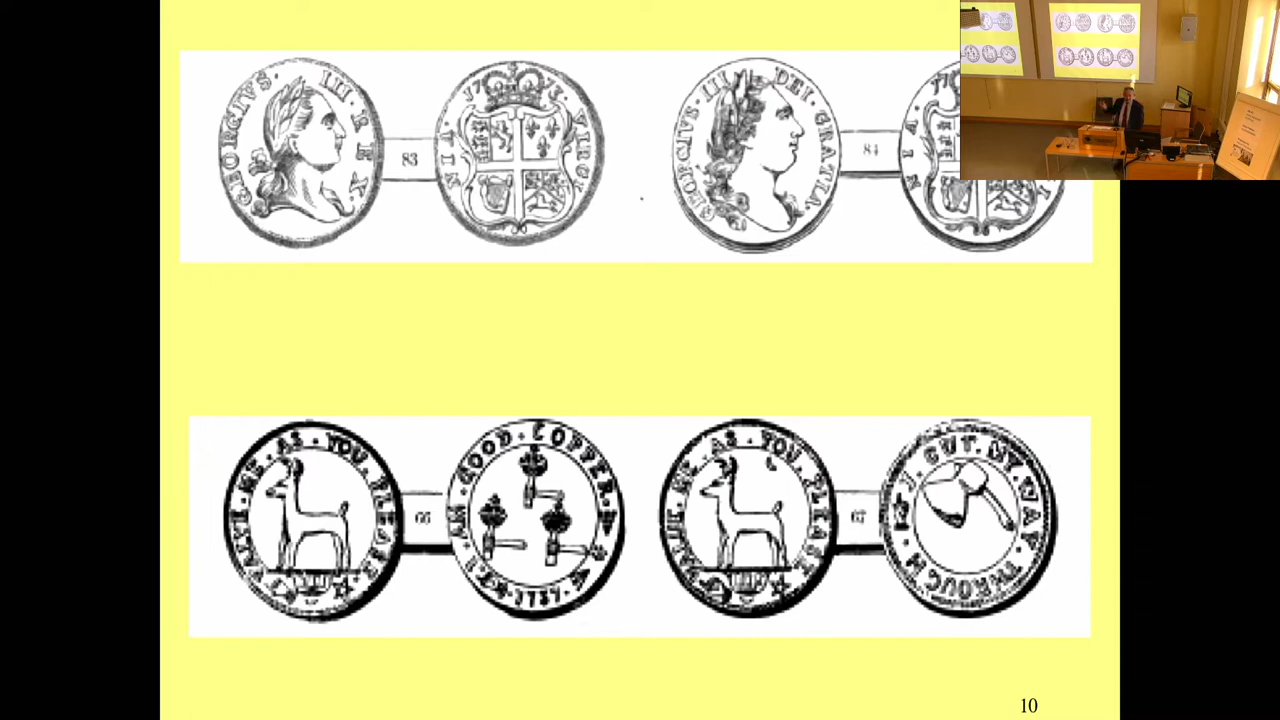 GEORGIVS · III · REX ·
83
· VIRGI
NIA ·
1773 ·
GEORGIVS · III · DEI · GRATIA ·
84
· VALUE · ME · AS · YOU · PLEASE ·
66
· I · AM · GOOD · COPPER ·
· 1737 ·
VALUE · ME · AS · YOU · PLEASE
67
J · CUT · MY · WAY · THROUGH
10